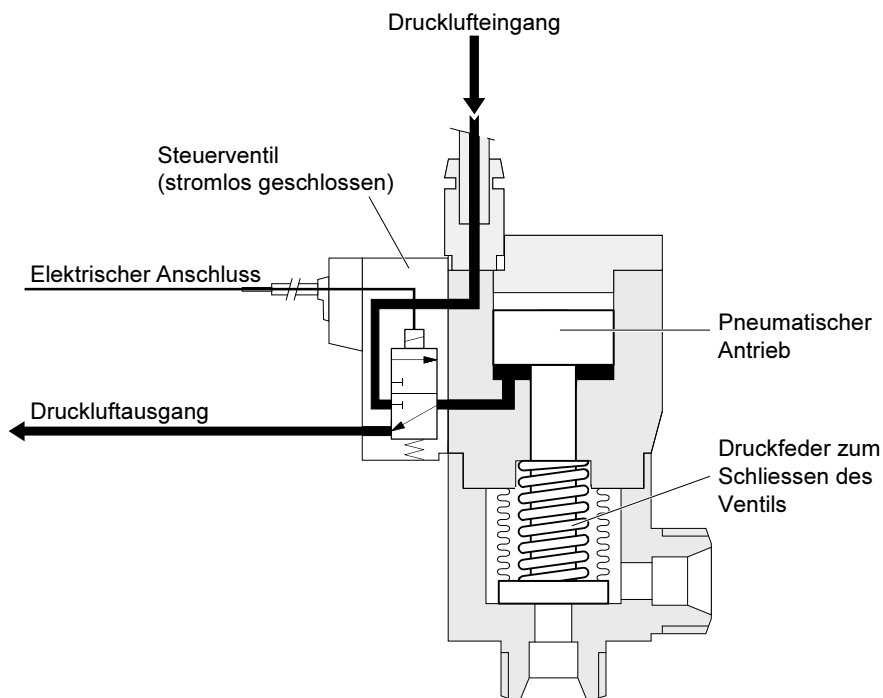 Drucklufteingang
Steuerventil
(stromlos geschlossen)
Elektrischer Anschluss
Pneumatischer
Antrieb
Druckluftausgang
Druckfeder zum
Schliessen des
Ventils